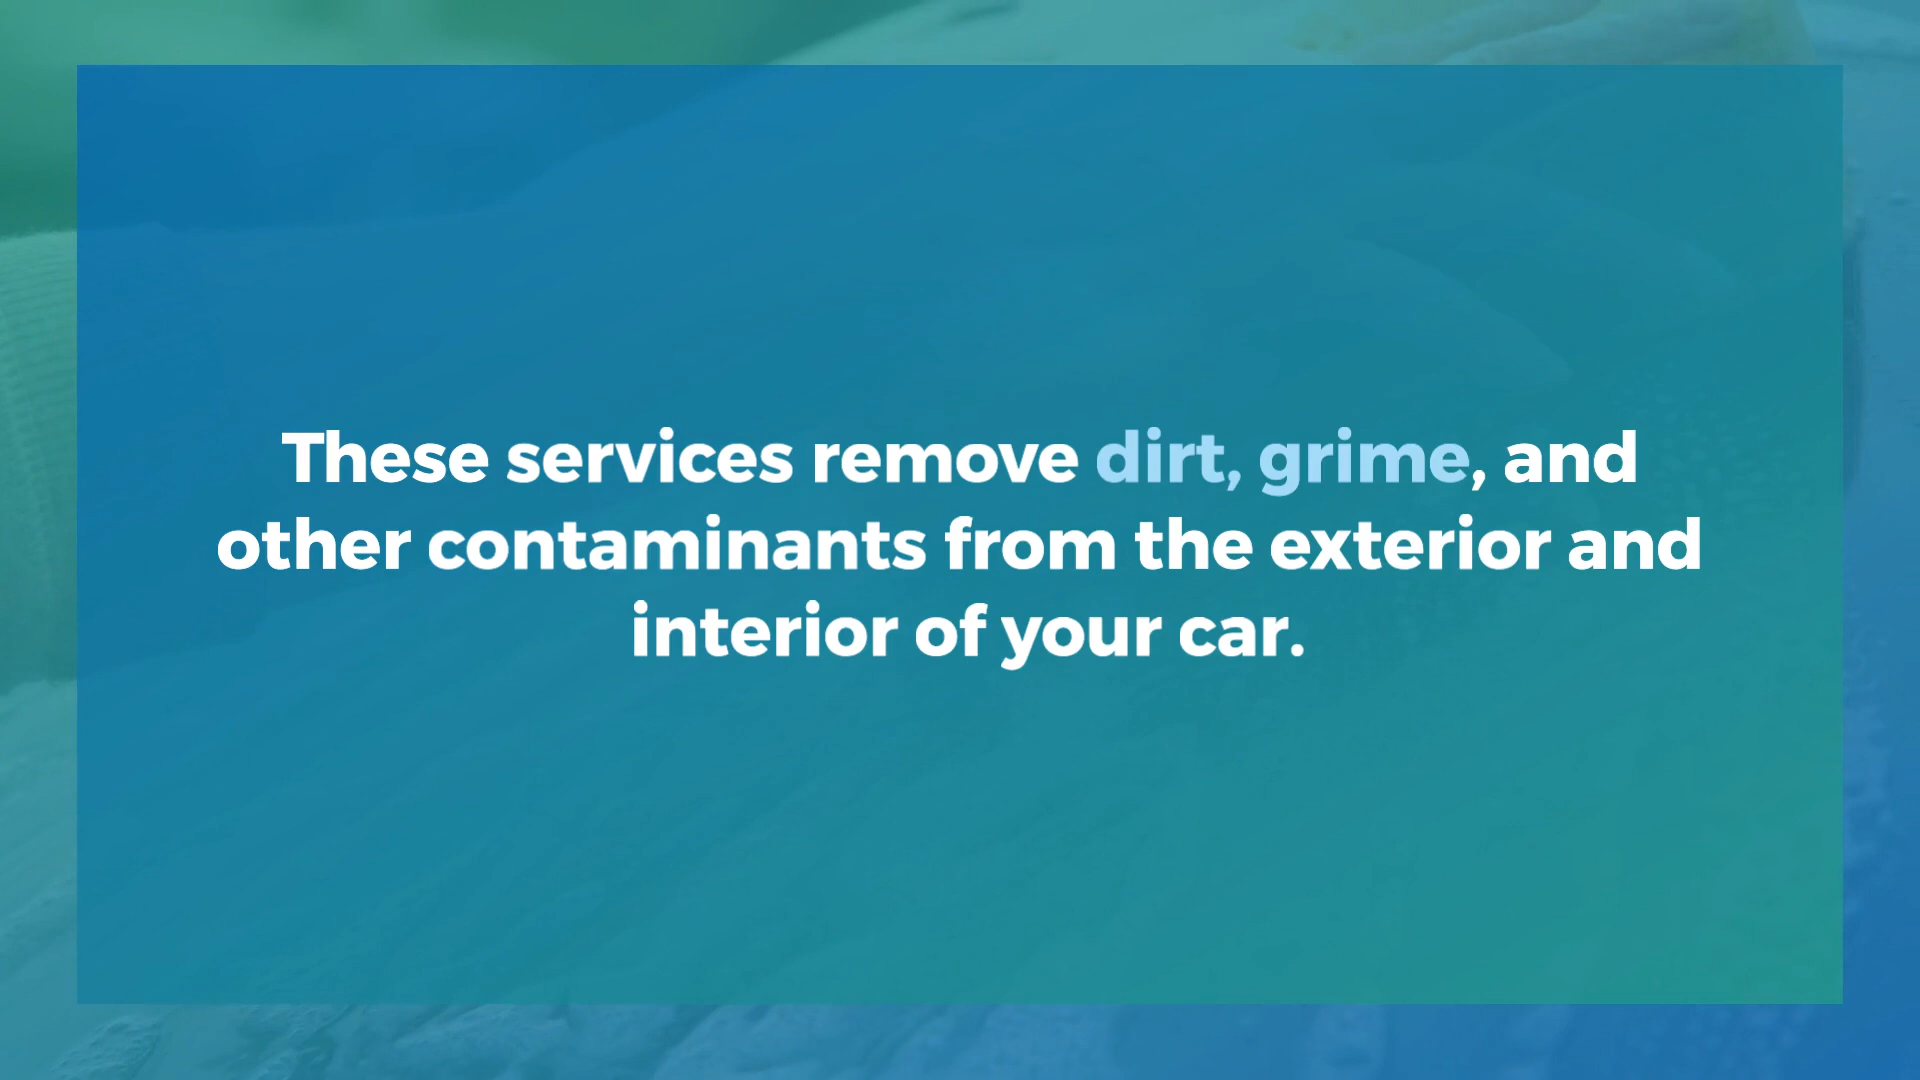 These services remove dirt, grime, and
other contaminants from the exterior and
interior of your car.